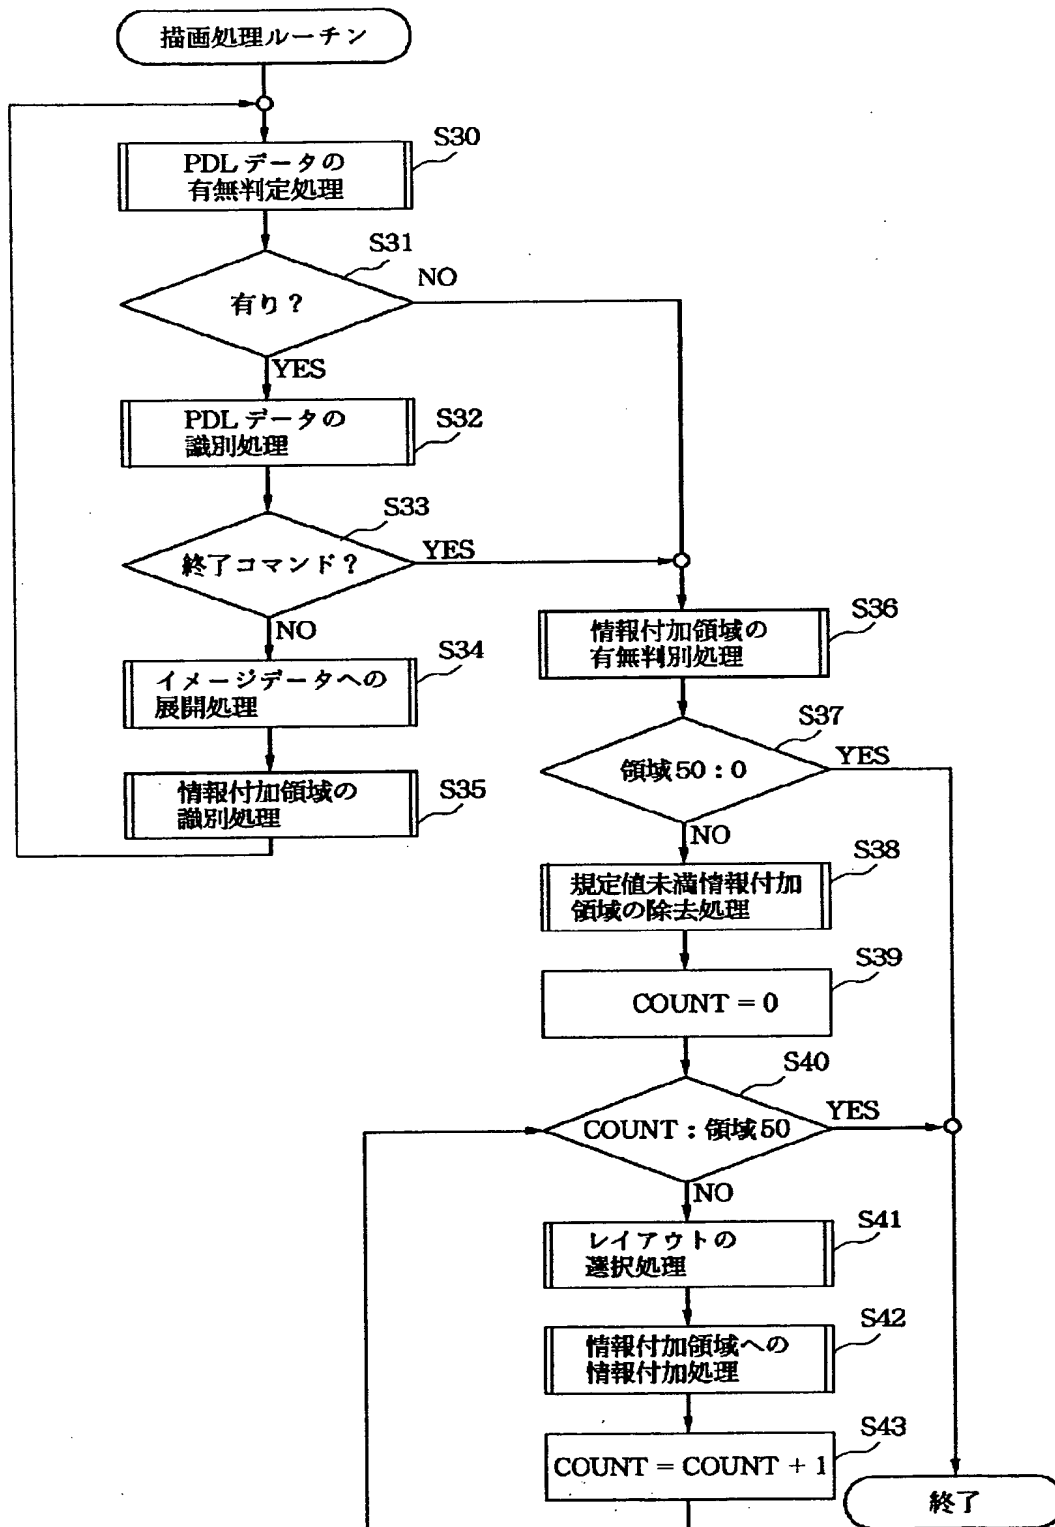 描画処理ルーチン
S30
PDLデータの
有無判定処理
S31
有り？
NO
YES
S32
PDLデータの
識別処理
S33
終了コマンド？
YES
NO
S34
イメージデータへの
展開処理
S35
情報付加領域の
識別処理
S36
情報付加領域の
有無判別処理
S37
領域50：0
YES
NO
S38
規定値未満情報付加
領域の除去処理
S39
COUNT = 0
S40
COUNT：領域50
YES
NO
S41
レイアウトの
選択処理
S42
情報付加領域への
情報付加処理
S43
COUNT = COUNT + 1
終了